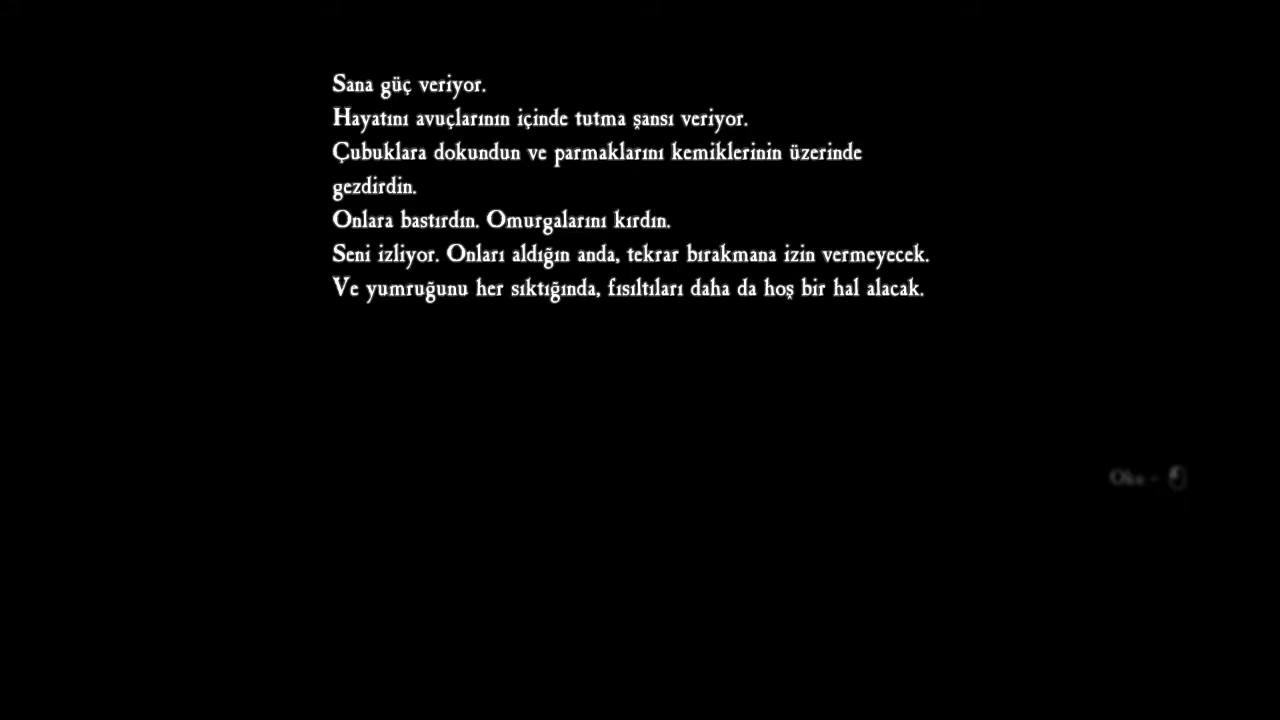 Sana güç veriyor.
Hayatını avuçlarının içinde tutma şansı veriyor.
Çubuklara dokundun ve parmaklarını kemiklerinin üzerinde
gezdirdin.
Onlara bastırdın. Omurgalarını kırdın.
Seni izliyor. Onları aldığın anda, tekrar bırakmana izin vermeyecek.
Ve yumruğunu her sıktığında, fısıltıları daha da hoş bir hal alacak.
Oku -